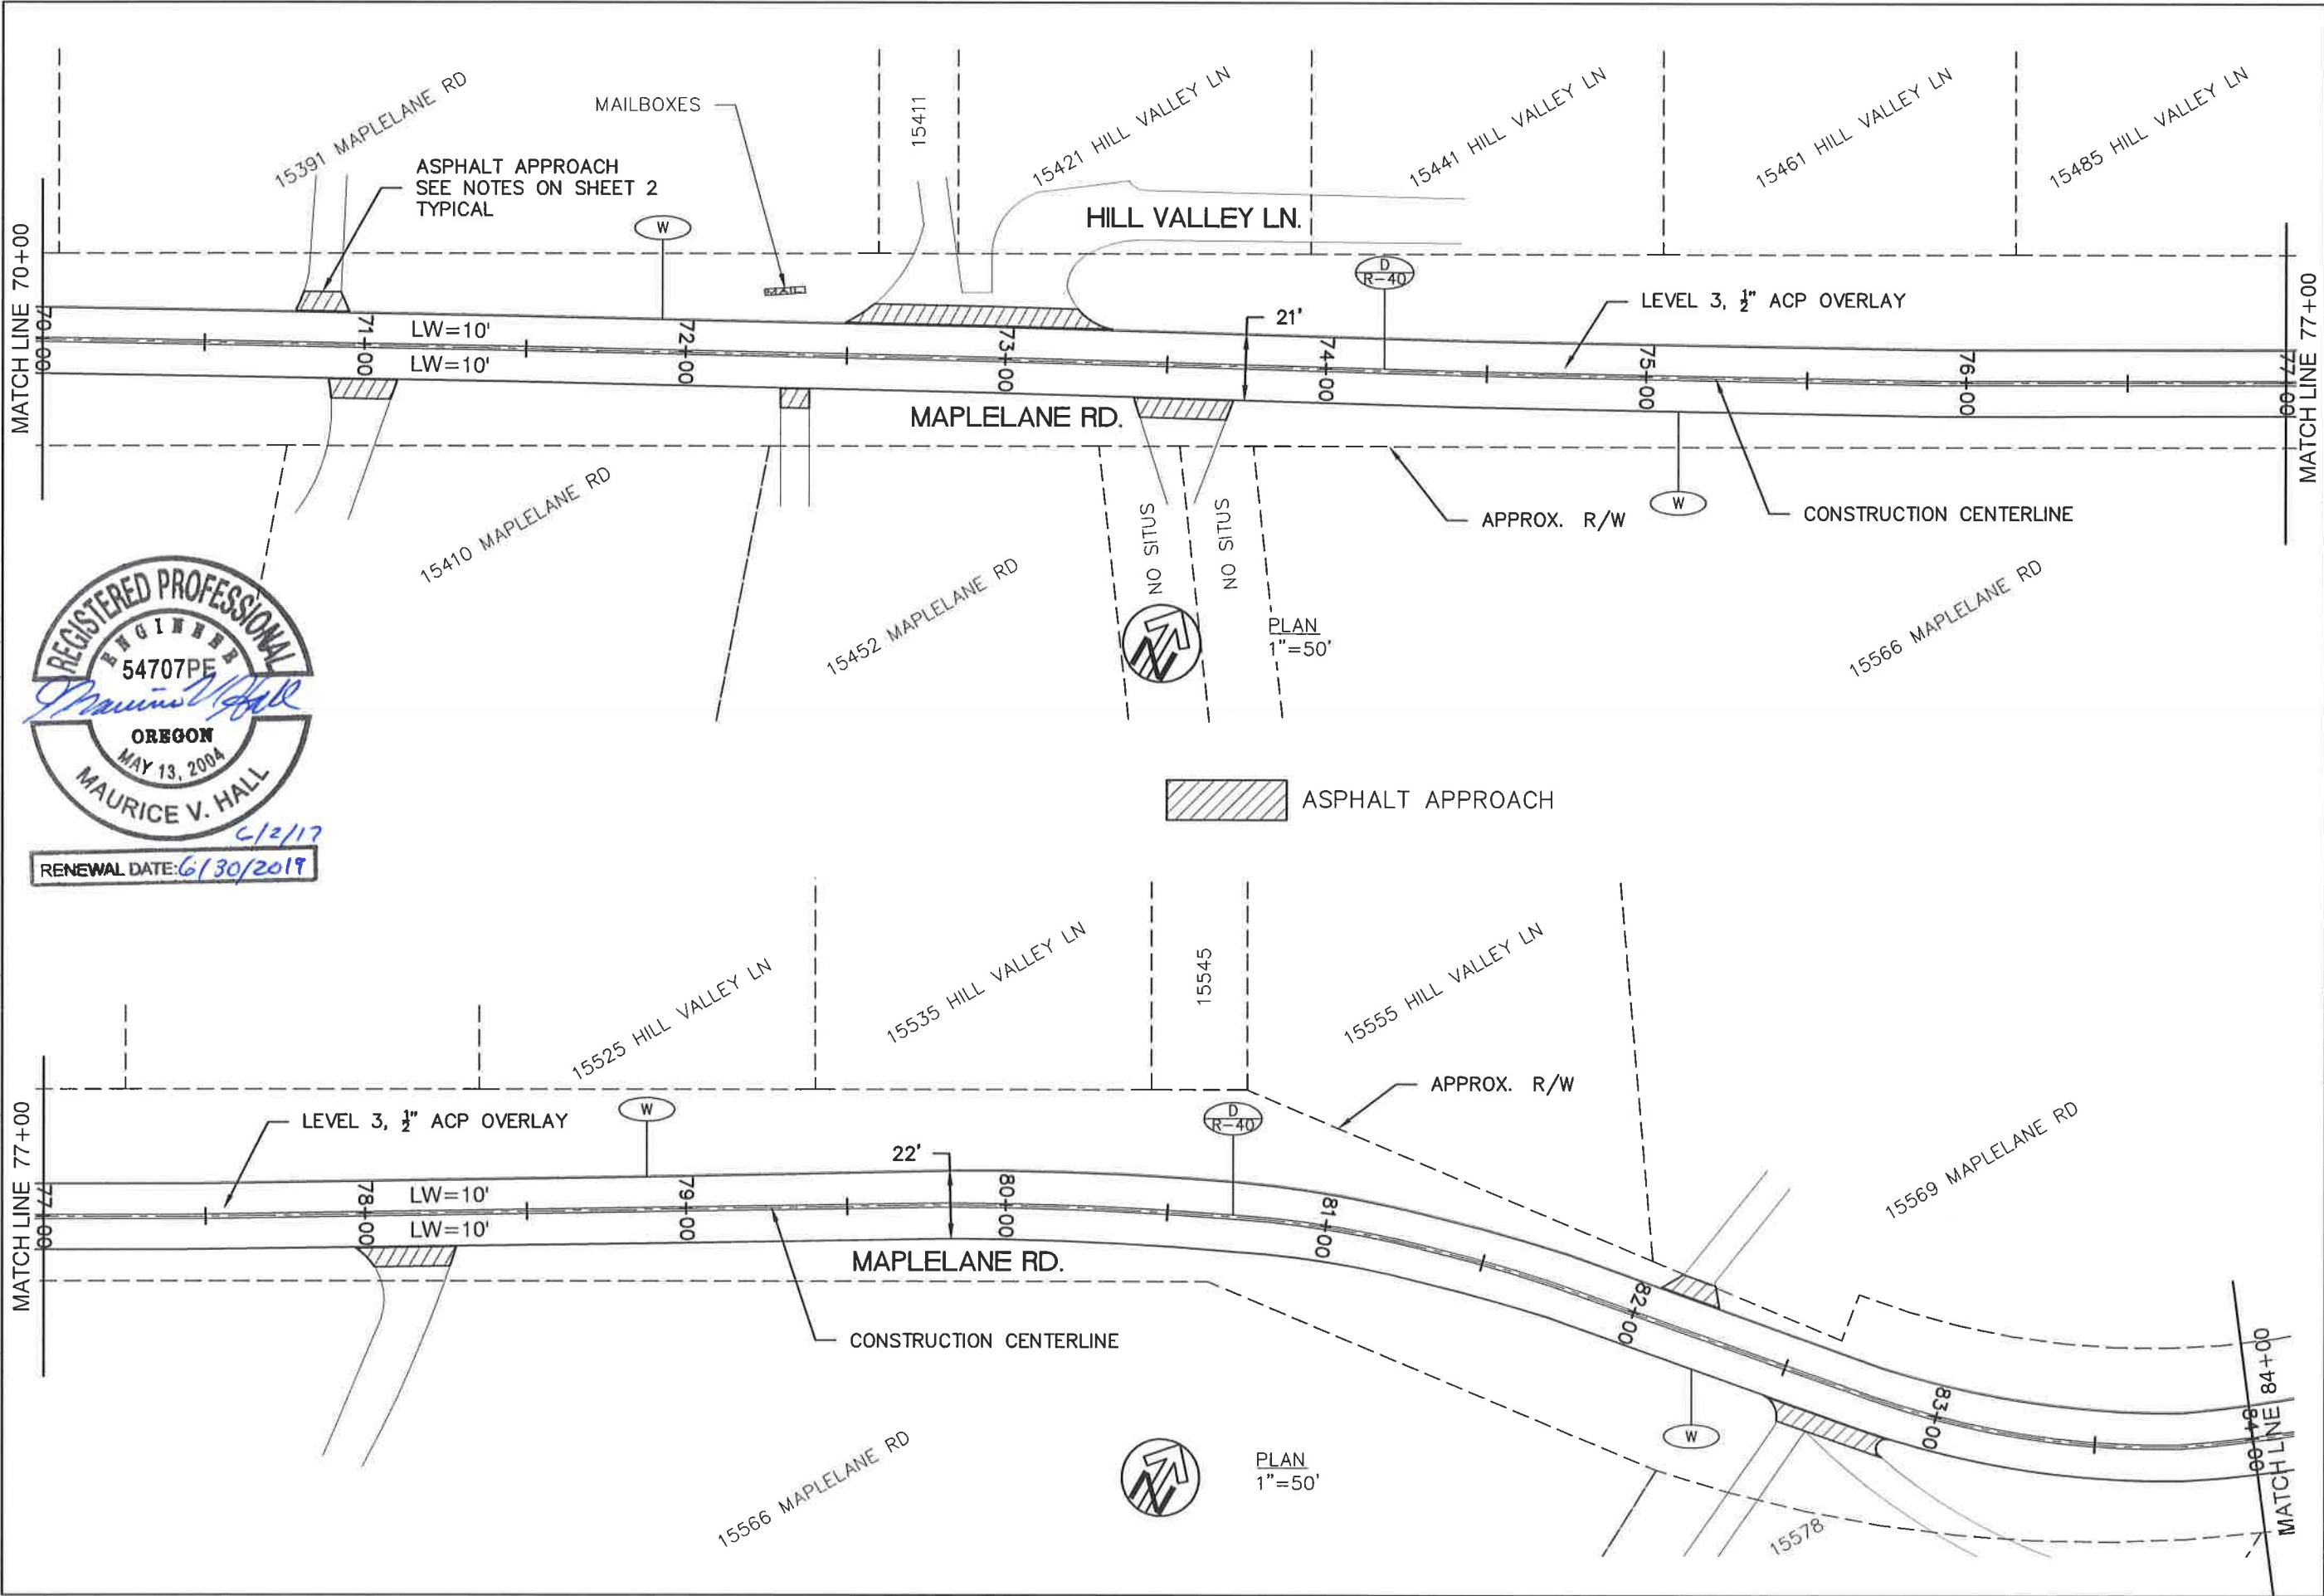 15391 MAPLELANE RD
MAILBOXES
ASPHALT APPROACH
SEE NOTES ON SHEET 2
TYPICAL
W
15411
15421 HILL VALLEY LN
15441 HILL VALLEY LN
15461 HILL VALLEY LN
15485 HILL VALLEY LN
HILL VALLEY LN.
D
R-40
LEVEL 3, ½" ACP OVERLAY
MATCH LINE 70+00
MAIL
21'
70+00
71+00
LW=10'
LW=10'
72+00
73+00
74+00
75+00
76+00
77+00
MATCH LINE 77+00
MAPLELANE RD.
APPROX. R/W
W
CONSTRUCTION CENTERLINE
15410 MAPLELANE RD
15452 MAPLELANE RD
NO SITUS
NO SITUS
15566 MAPLELANE RD
N
PLAN
1"=50'
REGISTERED PROFESSIONAL
ENGINEER
54707PE
Maurice V Hall
OREGON
MAY 13, 2004
MAURICE V. HALL
6/2/17
RENEWAL DATE: 6/30/2019
ASPHALT APPROACH
15525 HILL VALLEY LN
15535 HILL VALLEY LN
15545
15555 HILL VALLEY LN
APPROX. R/W
15569 MAPLELANE RD
MATCH LINE 77+00
LEVEL 3, ½" ACP OVERLAY
W
D
R-40
22'
77+00
78+00
LW=10'
LW=10'
79+00
80+00
81+00
82+00
83+00
84+00
MATCH LINE 84+00
MAPLELANE RD.
CONSTRUCTION CENTERLINE
W
15566 MAPLELANE RD
N
PLAN
1"=50'
15578